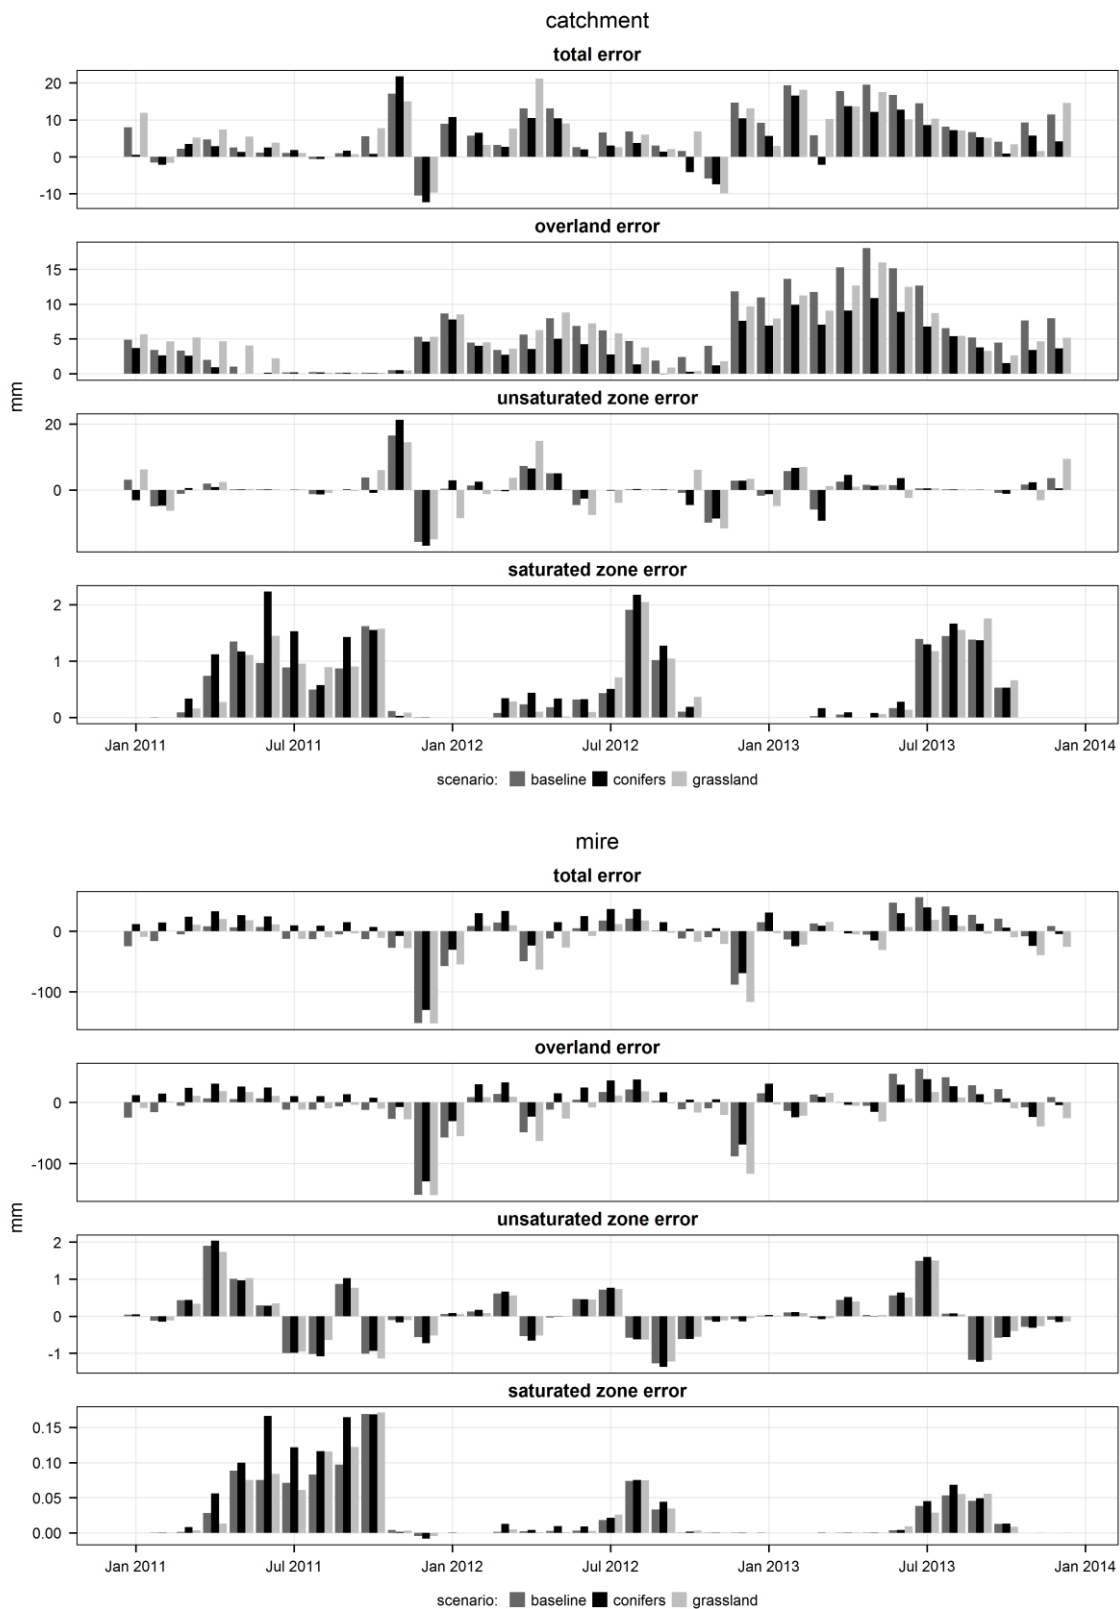 catchment
total error
20
10
0
-10
overland error
15
10
5
0
unsaturated zone error
20
0
saturated zone error
2
1
0
mm
Jan 2011 Jul 2011 Jan 2012 Jul 2012 Jan 2013 Jul 2013 Jan 2014
scenario: baseline conifers grassland
mire
total error
0
-100
overland error
0
-100
unsaturated zone error
2
1
0
-1
saturated zone error
0.15
0.10
0.05
0.00
mm
Jan 2011 Jul 2011 Jan 2012 Jul 2012 Jan 2013 Jul 2013 Jan 2014
scenario: baseline conifers grassland